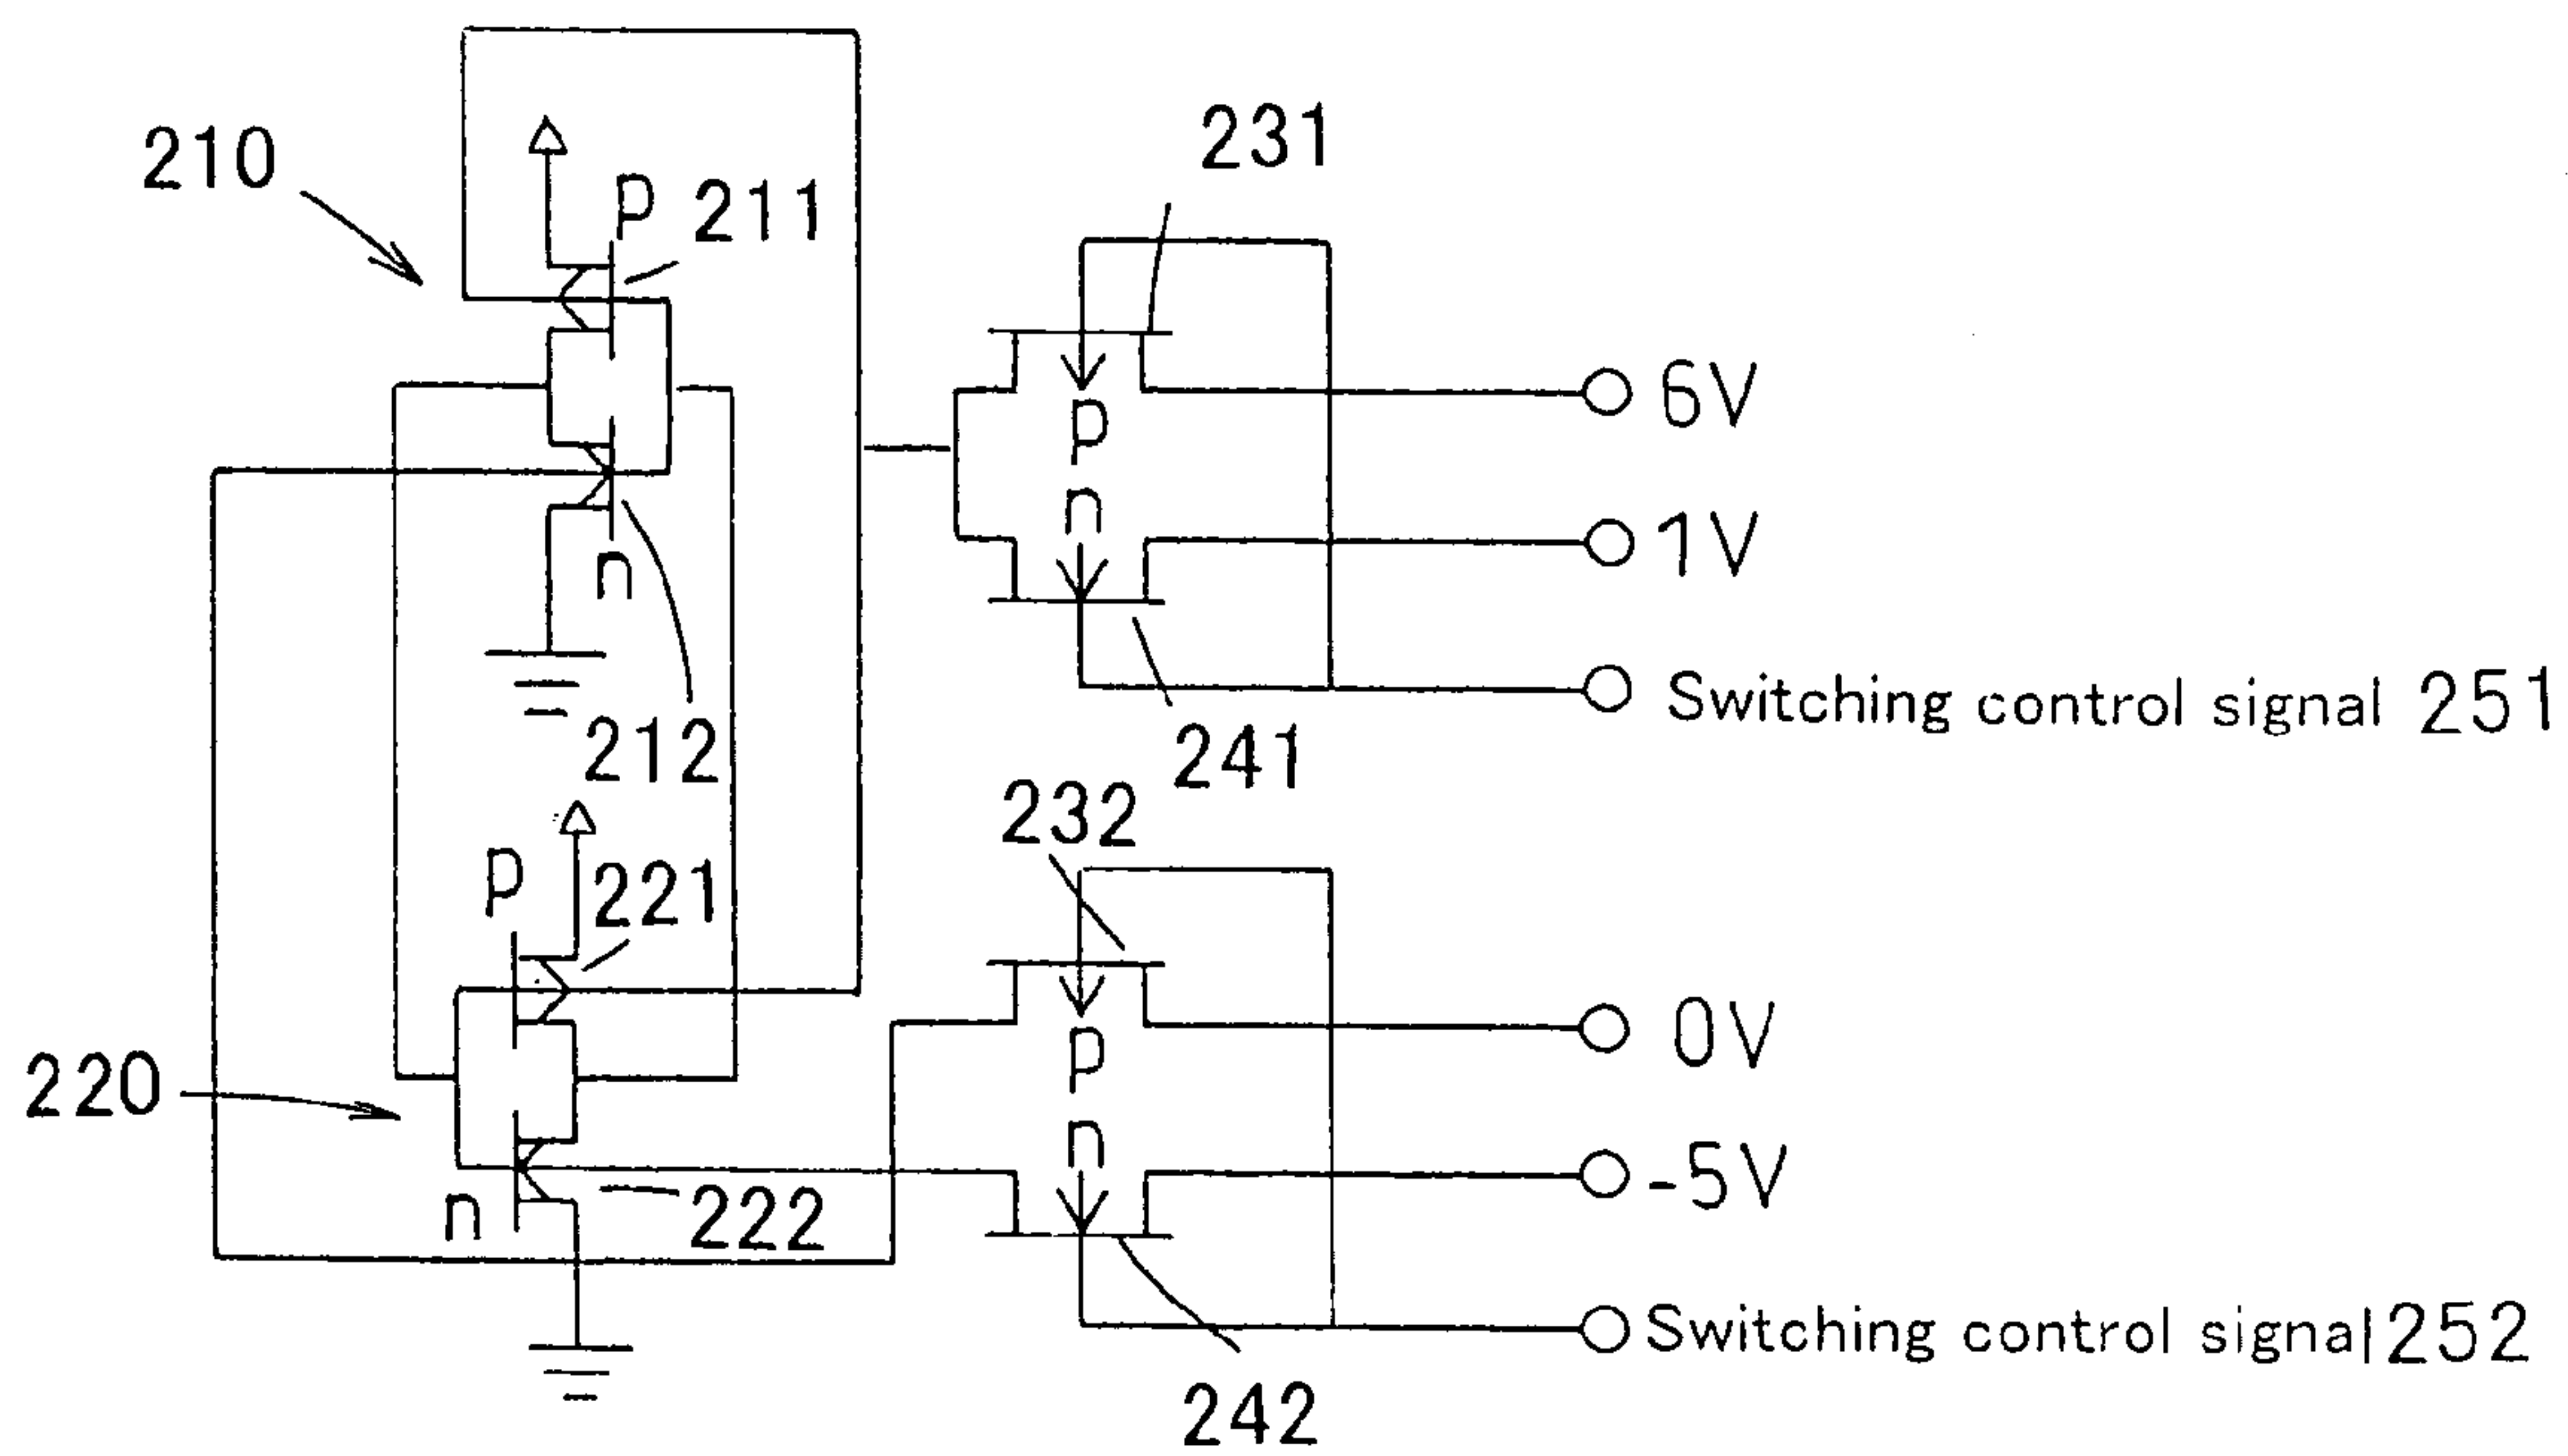 231
210
p 211
6V
p
n
1V
n
Switching control signal 251
212
241
232
p
221
0V
p
220
n
-5V
n
222
Switching control signal 252
242